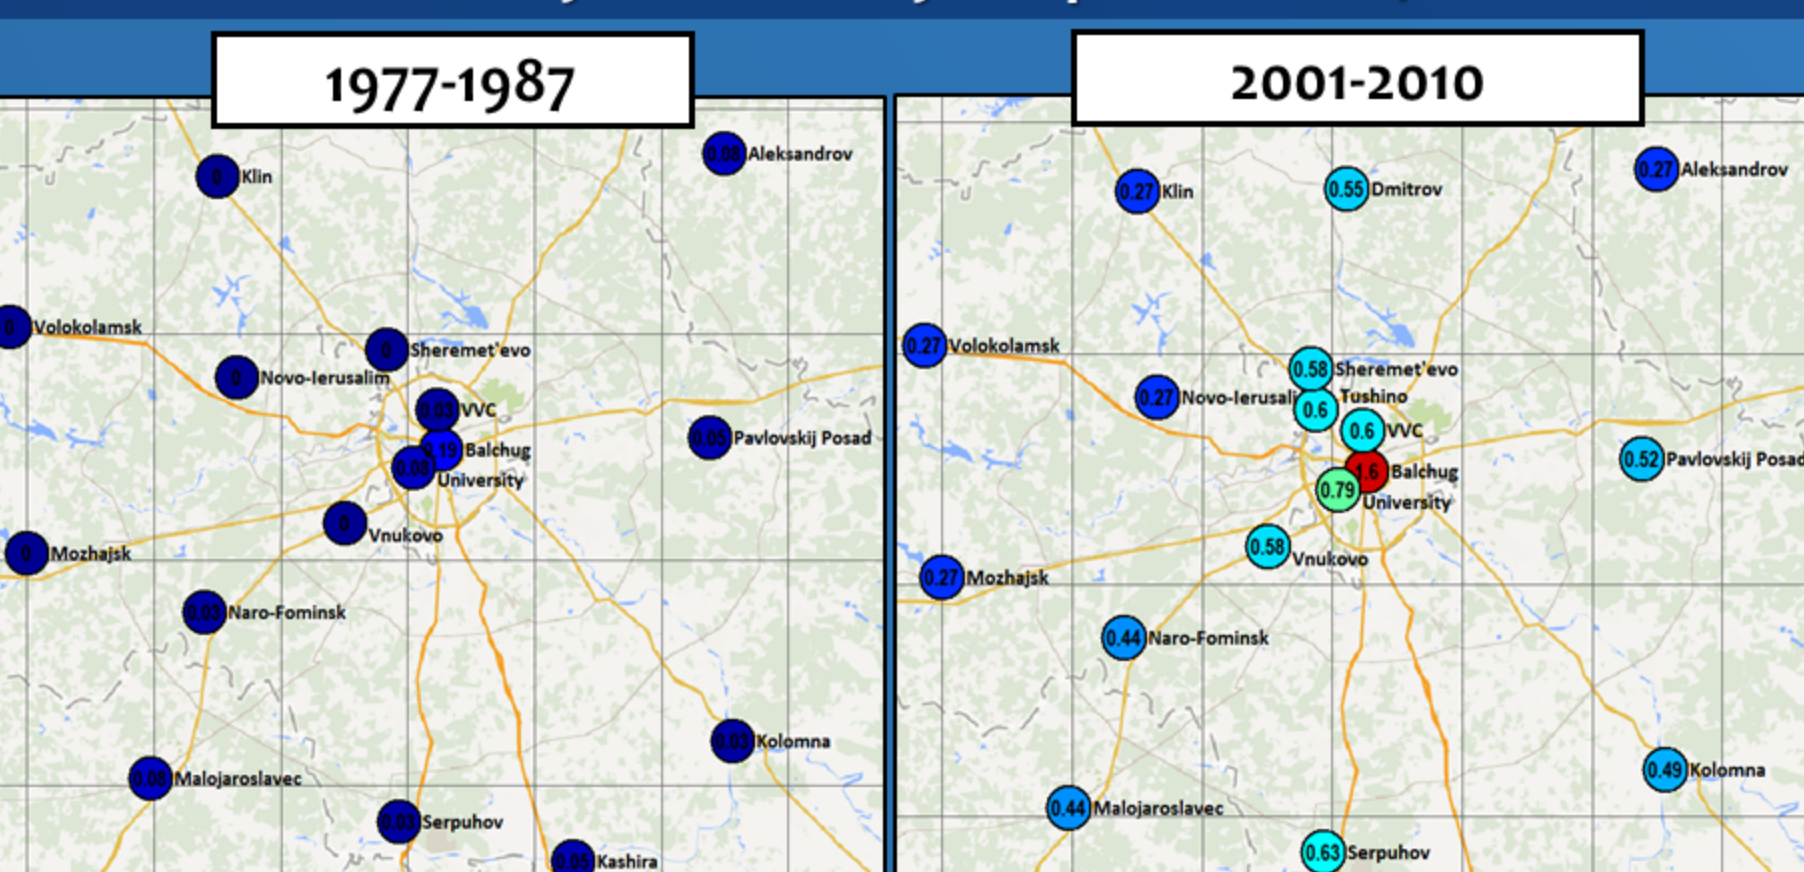 1977-1987
0 Klin
0.08 Aleksandrov
0 Volokolamsk
0 Sheremet'evo
0 Novo-Ierusalim
0.03 VVC
0.05 Pavlovskij Posad
0.19 Balchug
0.08 University
0 Vnukovo
0 Mozhajsk
0.03 Naro-Fominsk
0.03 Kolomna
0.08 Malojaroslavec
0.03 Serpuhov
0.05 Kashira
2001-2010
0.27 Klin
0.55 Dmitrov
0.27 Aleksandrov
0.27 Volokolamsk
0.58 Sheremet'evo
0.27 Novo-Ierusali
0.6 Tushino
0.6 VVC
0.52 Pavlovskij Posad
1.6 Balchug
0.79 University
0.58 Vnukovo
0.27 Mozhajsk
0.44 Naro-Fominsk
0.49 Kolomna
0.44 Malojaroslavec
0.63 Serpuhov